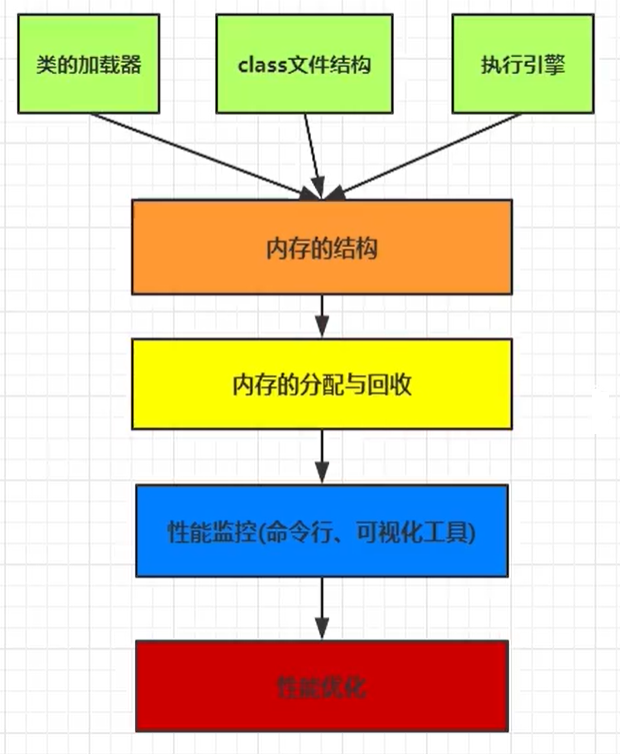 类的加载器
class文件结构
执行引擎
内存的结构
内存的分配与回收
性能监控(命令行、可视化工具)
性能优化